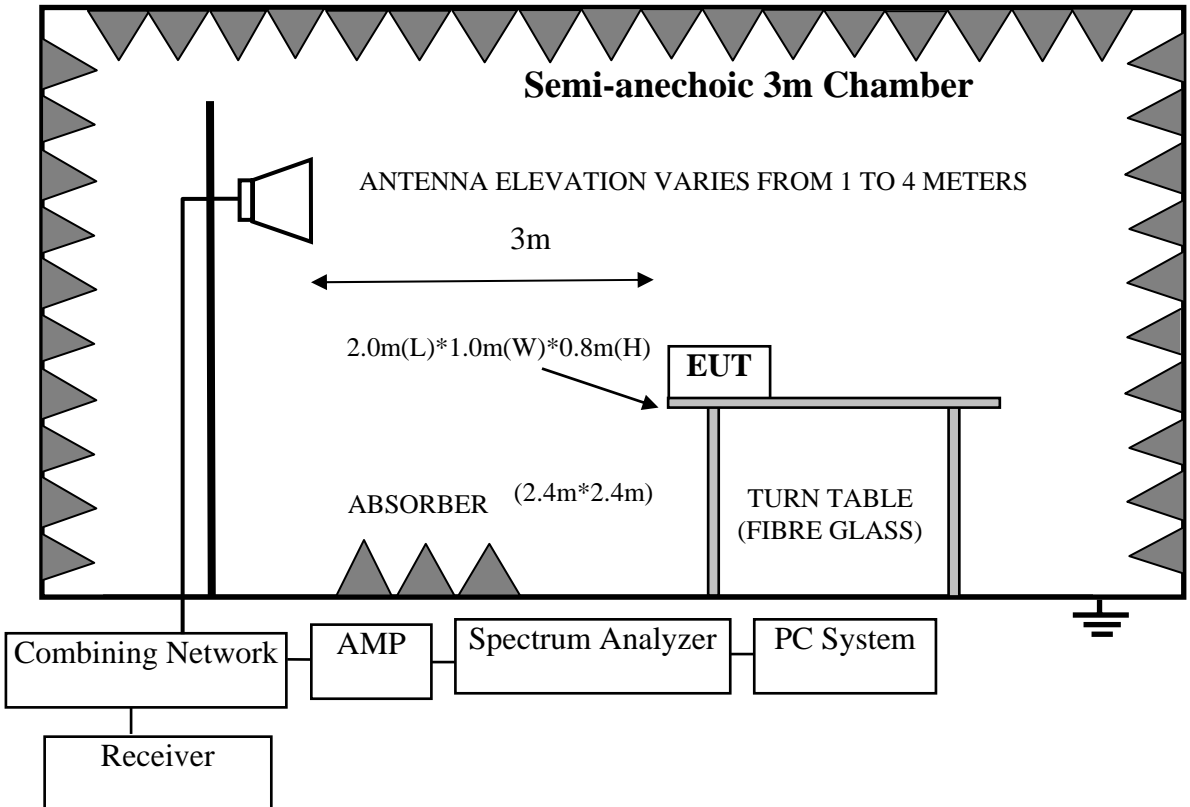 Semi-anechoic 3m Chamber
ANTENNA ELEVATION VARIES FROM 1 TO 4 METERS
3m
2.0m(L)*1.0m(W)*0.8m(H)
EUT
ABSORBER
(2.4m*2.4m)
TURN TABLE
(FIBRE GLASS)
Combining Network
AMP
Spectrum Analyzer
PC System
Receiver